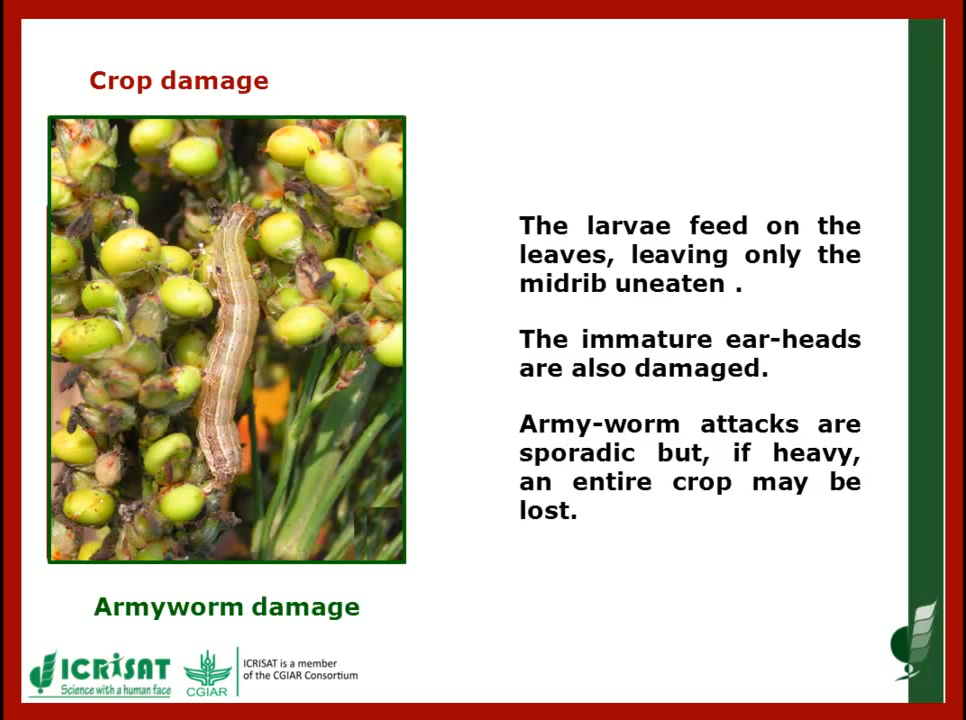 Crop damage
The larvae feed on the
leaves, leaving only the
midrib uneaten .
The immature ear-heads
are also damaged.
Army-worm attacks are
sporadic but, if heavy,
an entire crop may be
lost.
Armyworm damage
ICRISAT
Science with a human face
CGIAR
ICRISAT is a member
of the CGIAR Consortium